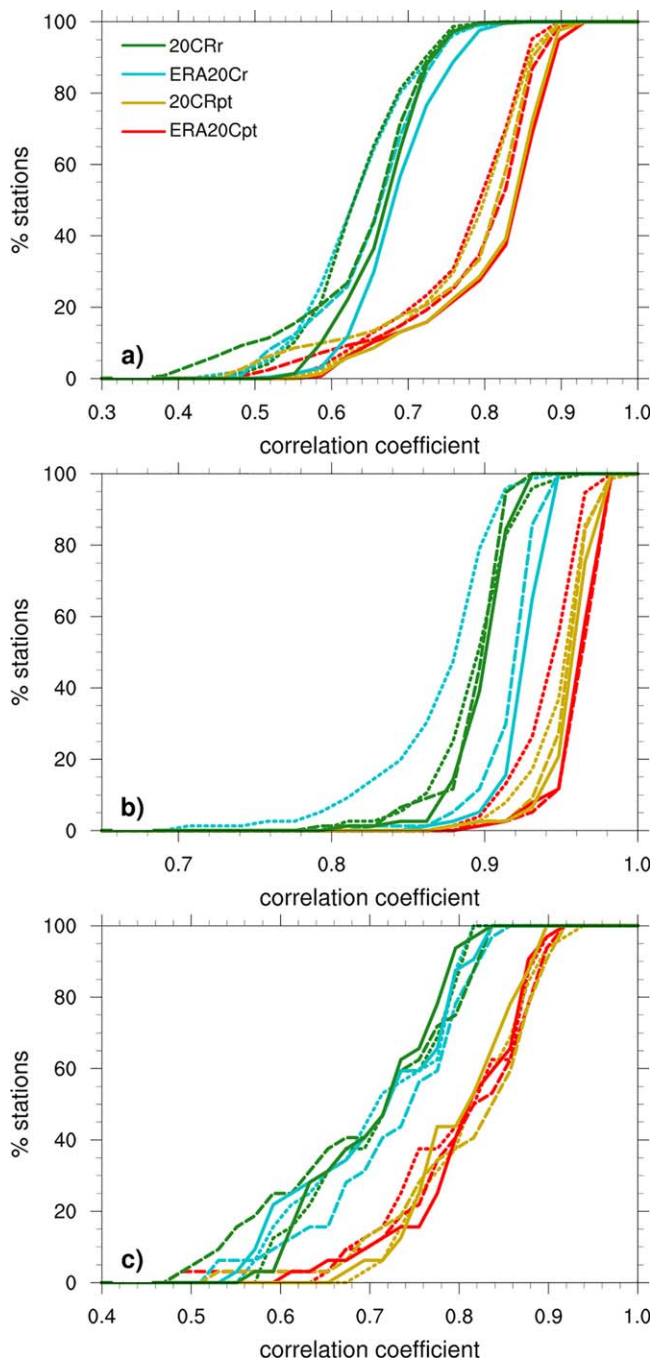 100
80
60
40
20
0
% stations
20CRr
ERA20Cr
20CRpt
ERA20Cpt
a)
0.3 0.4 0.5 0.6 0.7 0.8 0.9 1.0
correlation coefficient
100
80
60
40
20
0
% stations
b)
0.7 0.8 0.9 1.0
correlation coefficient
100
80
60
40
20
0
% stations
c)
0.4 0.5 0.6 0.7 0.8 0.9 1.0
correlation coefficient